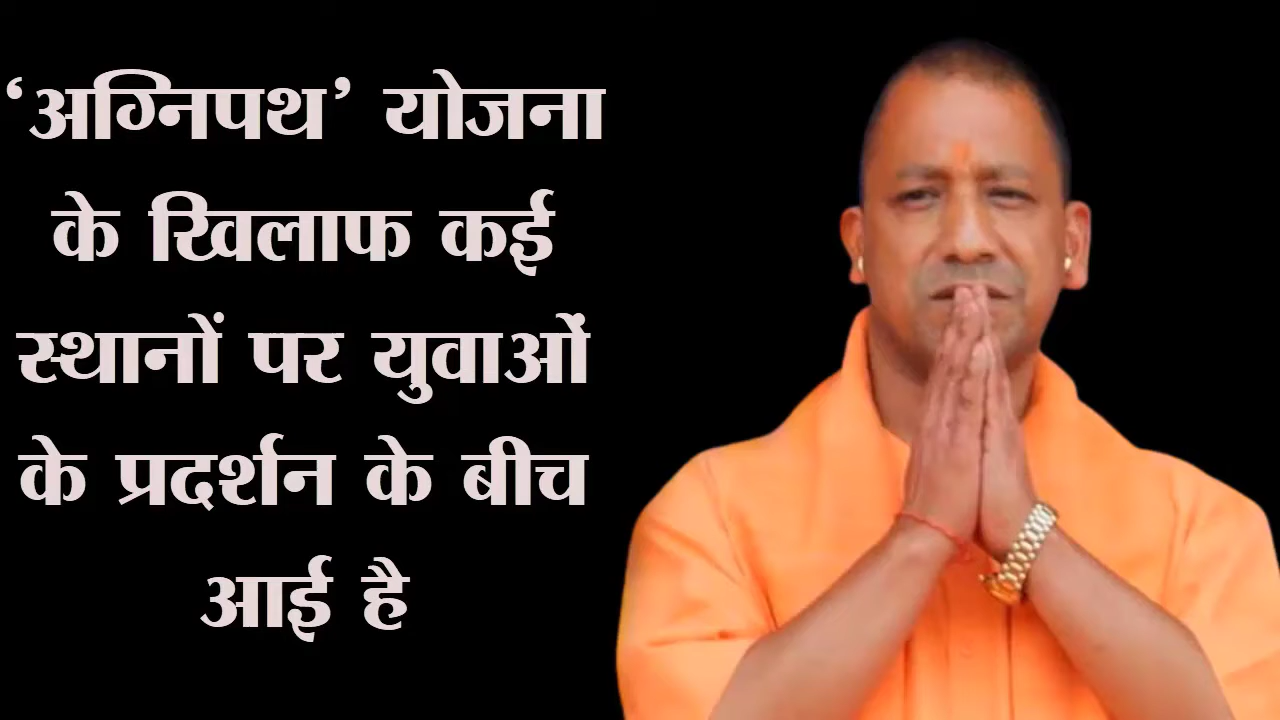 ‘अग्निपथ’ योजना
के खिलाफ कई
स्थानों पर युवाओं
के प्रदर्शन के बीच
आई है